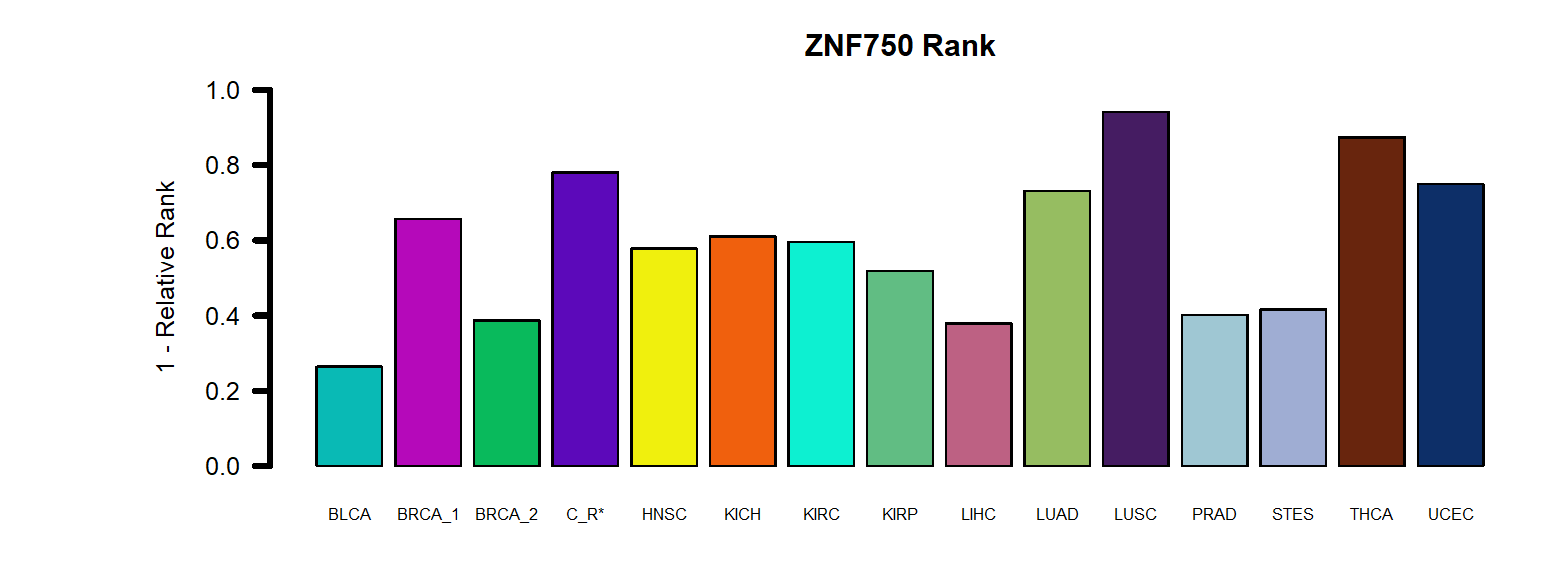 ZNF750 Rank
1 - Relative Rank
1.0
0.8
0.6
0.4
0.2
0.0
BLCA BRCA_1 BRCA_2 C_R* HNSC KICH KIRC KIRP LIHC LUAD LUSC PRAD STES THCA UCEC